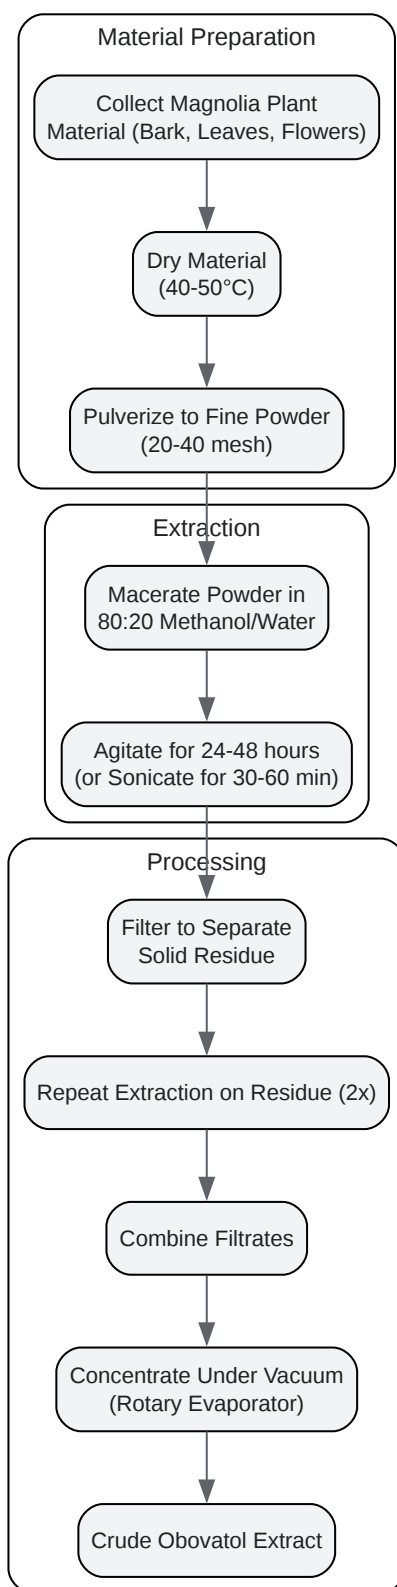 Material Preparation
Collect Magnolia Plant
Material (Bark, Leaves, Flowers)
Dry Material
(40-50°C)
Pulverize to Fine Powder
(20-40 mesh)
Extraction
Macerate Powder in
80:20 Methanol/Water
Agitate for 24-48 hours
(or Sonicate for 30-60 min)
Processing
Filter to Separate
Solid Residue
Repeat Extraction on Residue (2x)
Combine Filtrates
Concentrate Under Vacuum
(Rotary Evaporator)
Crude Obovatol Extract